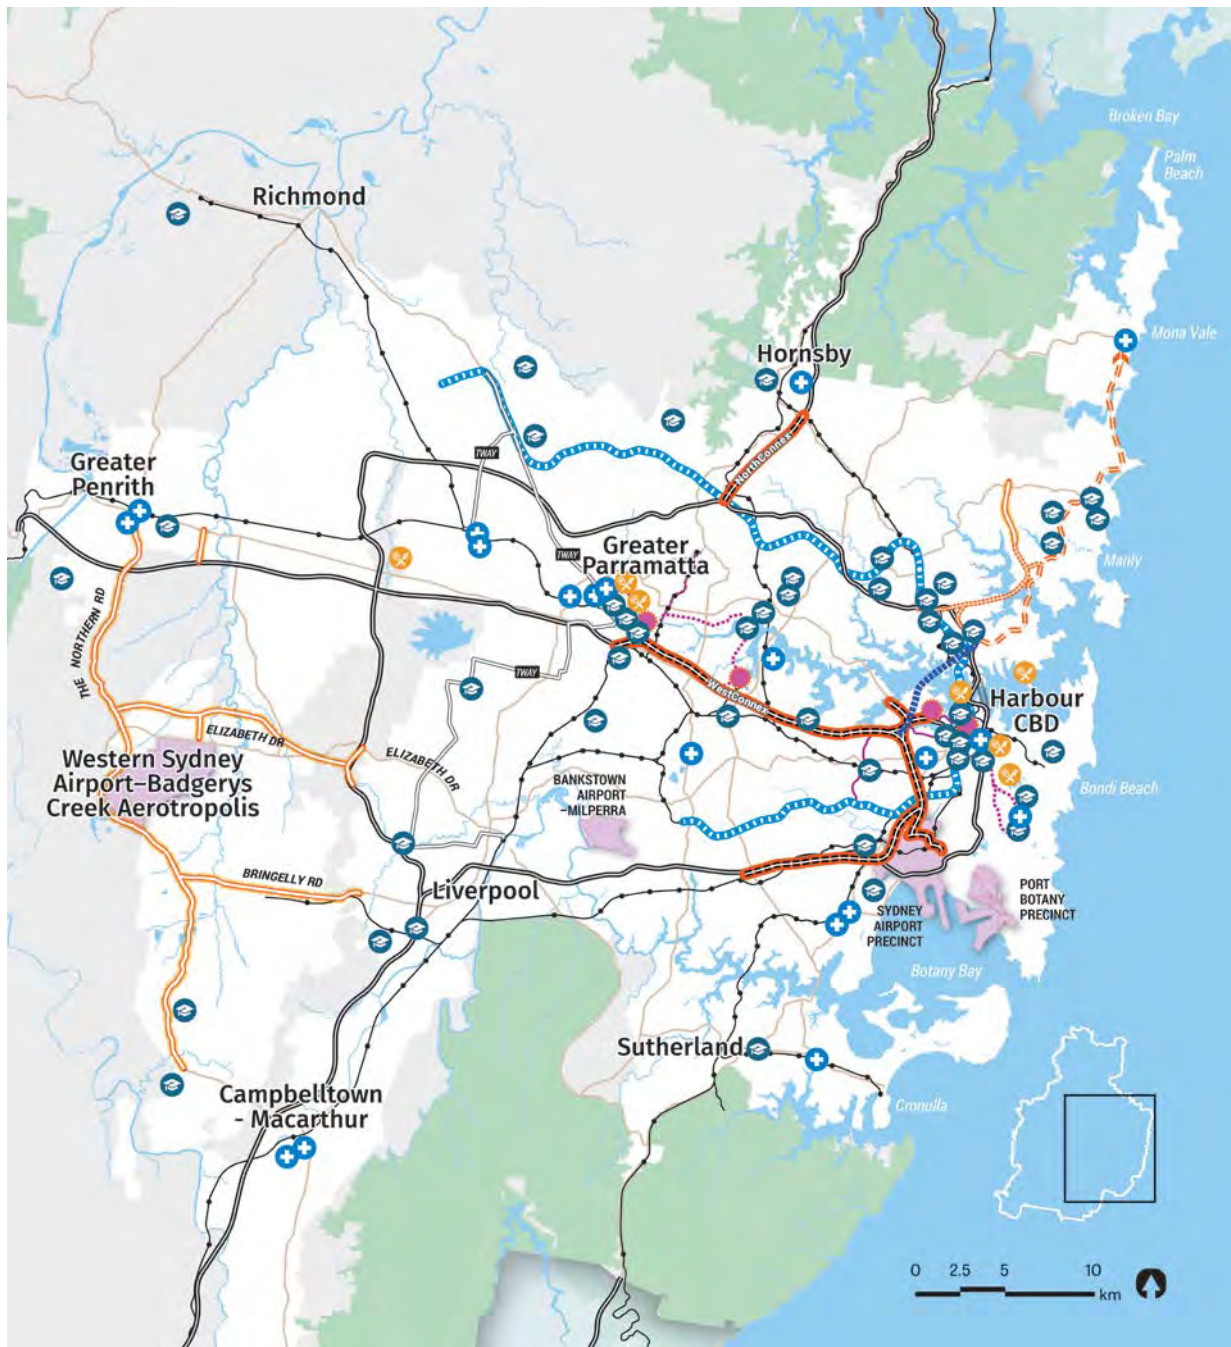 Broken Bay
Palm
Beach
Richmond
Mona Vale
Hornsby
NorthConnex
TWAY
Greater
Penrith
TWAY
Greater
Parramatta
Manly
THE NORTHERN RD
TWAY
WestConnex
Harbour
CBD
ELIZABETH DR
ELIZABETH DR
Western Sydney
Airport–Badgerys
Creek Aerotropolis
BANKSTOWN
AIRPORT
–MILPERRA
Bondi Beach
BRINGELLY RD
Liverpool
PORT
BOTANY
PRECINCT
SYDNEY
AIRPORT
PRECINCT
Botany Bay
Sutherland
Cronulla
Campbelltown
- Macarthur
0 2.5 5 10
km